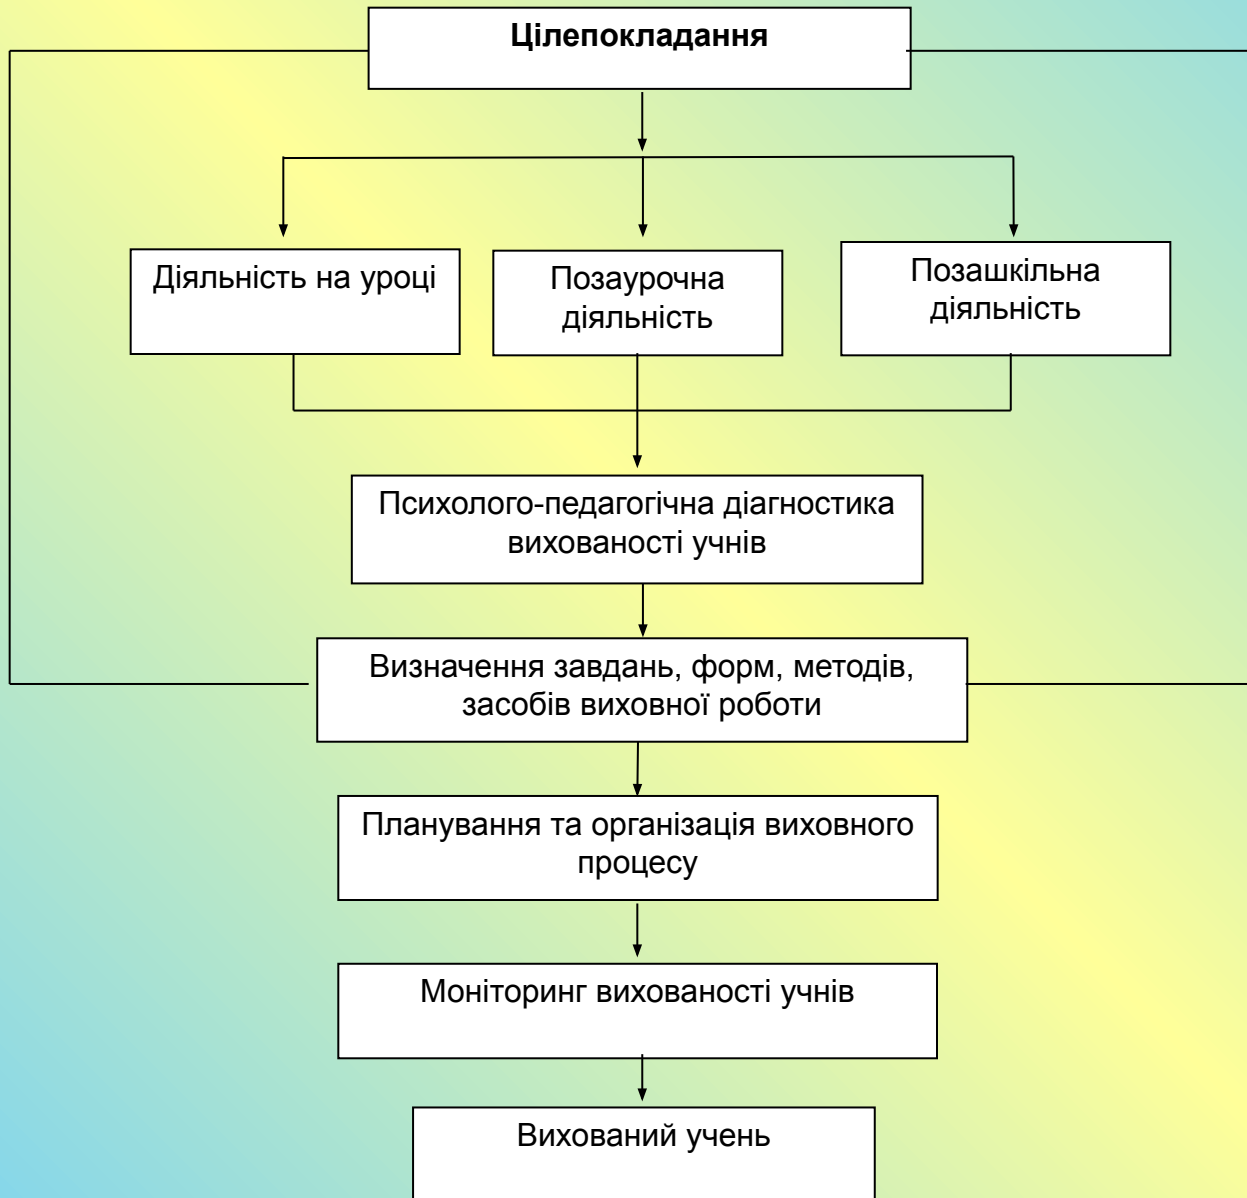 Цілепокладання
Діяльність на уроці
Позаурочна
діяльність
Позашкільна
діяльність
Психолого-педагогічна діагностика
вихованості учнів
Визначення завдань, форм, методів,
засобів виховної роботи
Планування та організація виховного
процесу
Моніторинг вихованості учнів
Вихований учень